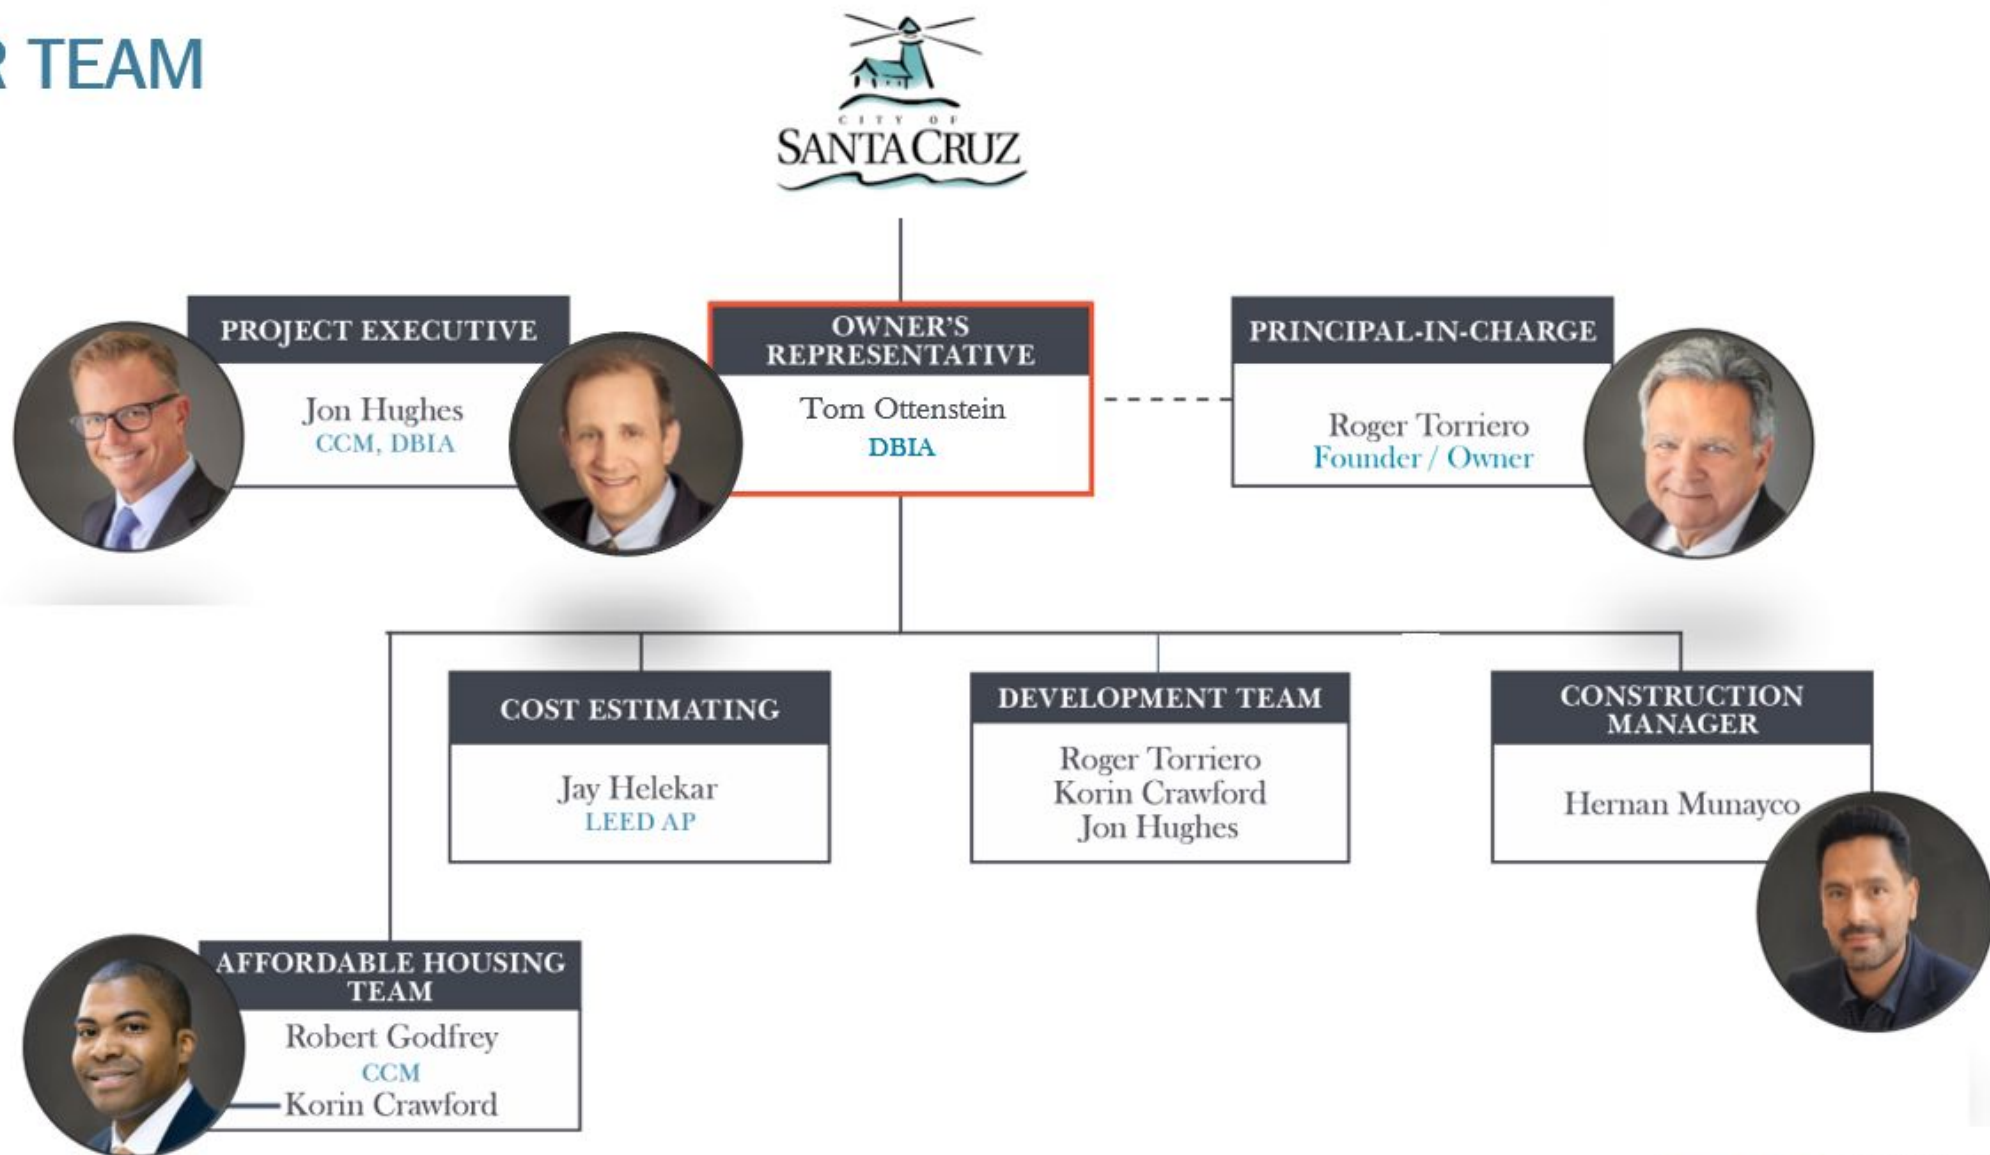 R TEAM
CITY OF
SANTA CRUZ
PROJECT EXECUTIVE
Jon Hughes
CCM, DBIA
OWNER'S
REPRESENTATIVE
Tom Ottenstein
DBIA
PRINCIPAL-IN-CHARGE
Roger Torriero
Founder / Owner
COST ESTIMATING
Jay Helekar
LEED AP
DEVELOPMENT TEAM
Roger Torriero
Korin Crawford
Jon Hughes
CONSTRUCTION
MANAGER
Hernan Munayco
AFFORDABLE HOUSING
TEAM
Robert Godfrey
CCM
Korin Crawford